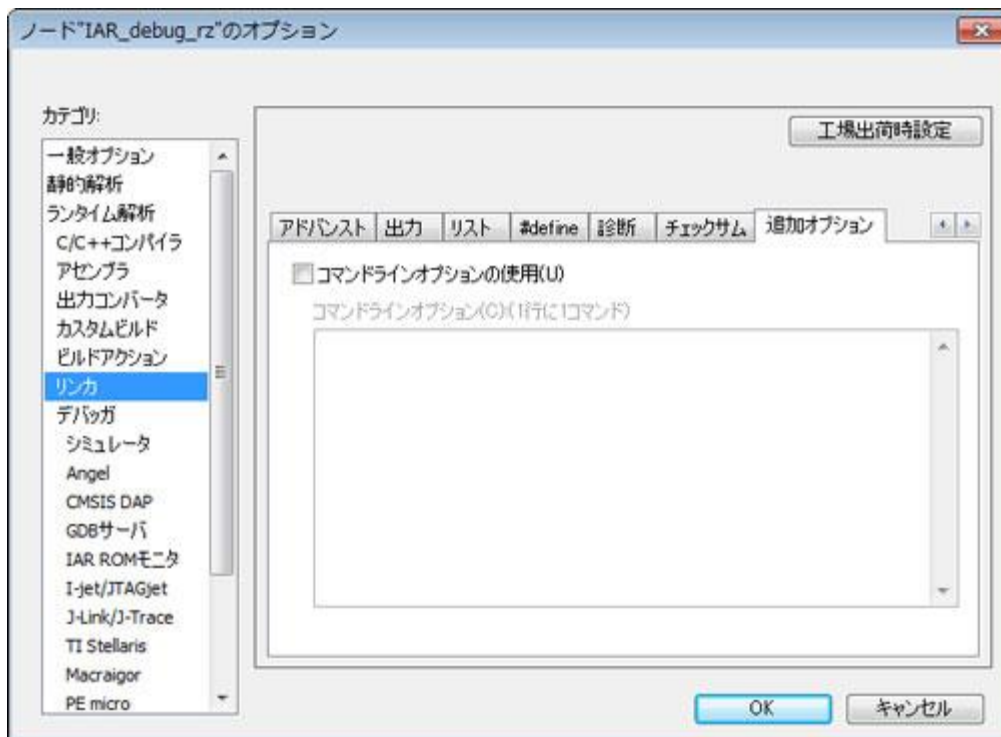 ノード"IAR_debug_rz"のオプション
カテゴリ:
一般オプション
静的解析
ランタイム解析
C/C++コンパイラ
アセンブラ
出力コンバータ
カスタムビルド
ビルドアクション
リンカ
デバッガ
シミュレータ
Angel
CMSIS DAP
GDBサーバ
IAR ROMモニタ
I-jet/JTAGjet
J-Link/J-Trace
TI Stellaris
Macraigor
PE micro
工場出荷時設定
アドバンスト 出力 リスト #define 診断 チェックサム 追加オプション
コマンドラインオプションの使用(U)
コマンドラインオプション(C)(1行に1コマンド)
OK キャンセル